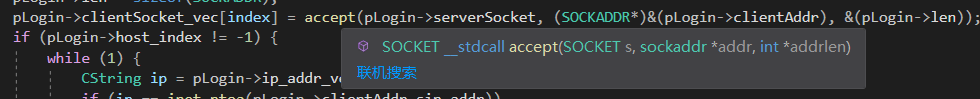 pLogin->clientSocket_vec[index] = accept(pLogin->serverSocket, (SOCKADDR*)&(pLogin->clientAddr), &(pLogin->len));
if (pLogin->host_index != -1) {
SOCKET __stdcall accept(SOCKET s, sockaddr *addr, int *addrlen)
while (1) {
联机搜索
CString ip = pLogin->ip_addr_ve